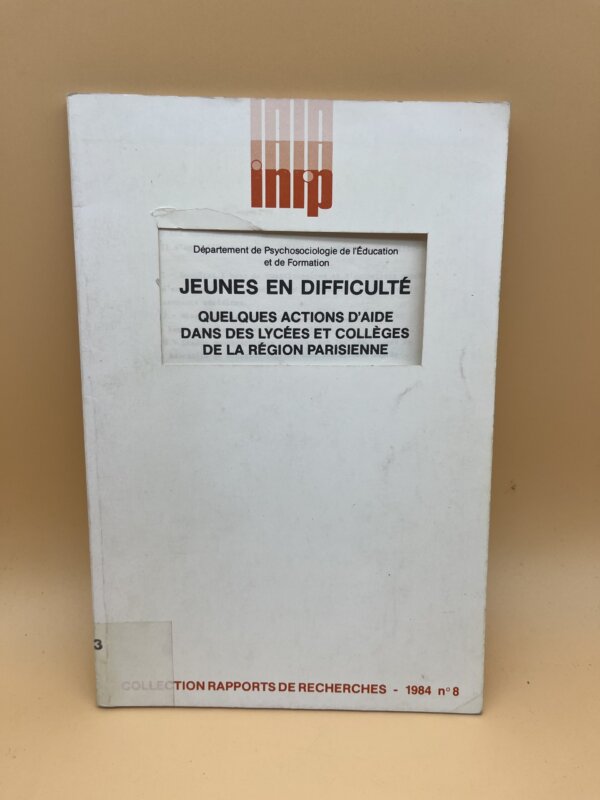 inrp
Département de Psychosociologie de l'Éducation
et de Formation
JEUNES EN DIFFICULTÉ
QUELQUES ACTIONS D'AIDE
DANS DES LYCÉES ET COLLÈGES
DE LA RÉGION PARISIENNE
3
COLLECTION RAPPORTS DE RECHERCHES - 1984 n° 8